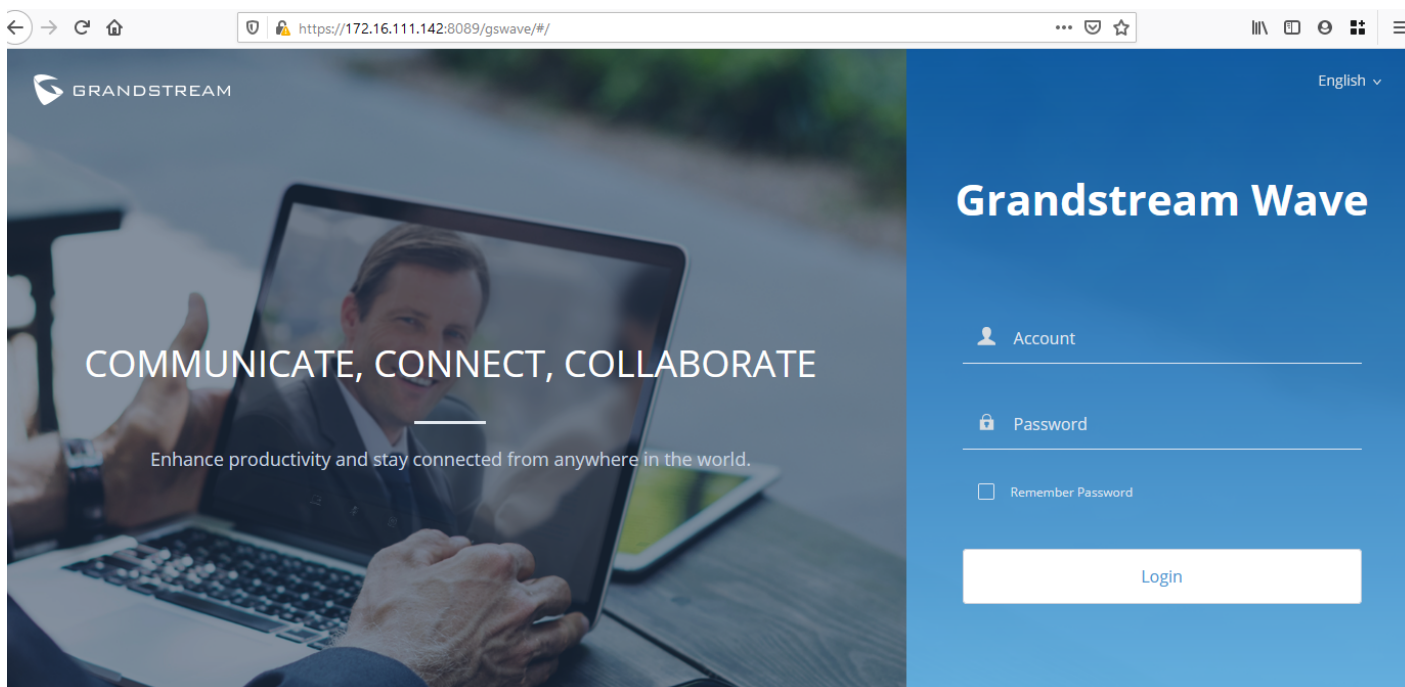 https://172.16.111.142:8089/gswave/#/
GRANDSTREAM
English
Grandstream Wave
Account
COMMUNICATE, CONNECT, COLLABORATE
Password
Enhance productivity and stay connected from anywhere in the world.
Remember Password
Login